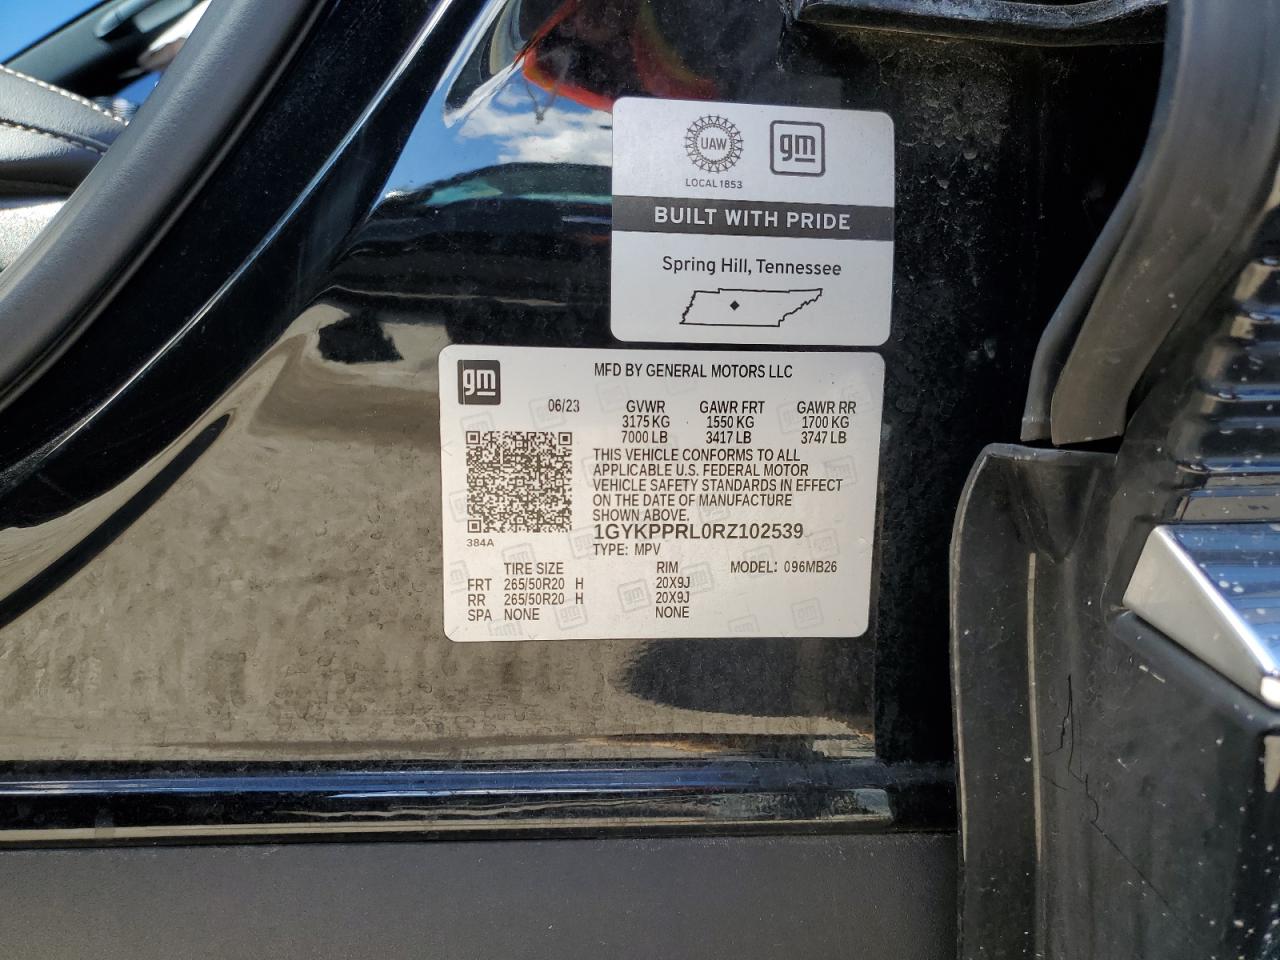 UAW gm
LOCAL 1853
BUILT WITH PRIDE
Spring Hill, Tennessee
gm
MFD BY GENERAL MOTORS LLC
06/23 GVWR GAWR FRT GAWR RR
3175 KG 1550 KG 1700 KG
7000 LB 3417 LB 3747 LB
THIS VEHICLE CONFORMS TO ALL
APPLICABLE U.S. FEDERAL MOTOR
VEHICLE SAFETY STANDARDS IN EFFECT
ON THE DATE OF MANUFACTURE
SHOWN ABOVE.
384A
1GYKPPRL0RZ102539
TYPE: MPV
TIRE SIZE RIM MODEL: 096MB26
FRT 265/50R20 H 20X9J
RR 265/50R20 H 20X9J
SPA NONE NONE